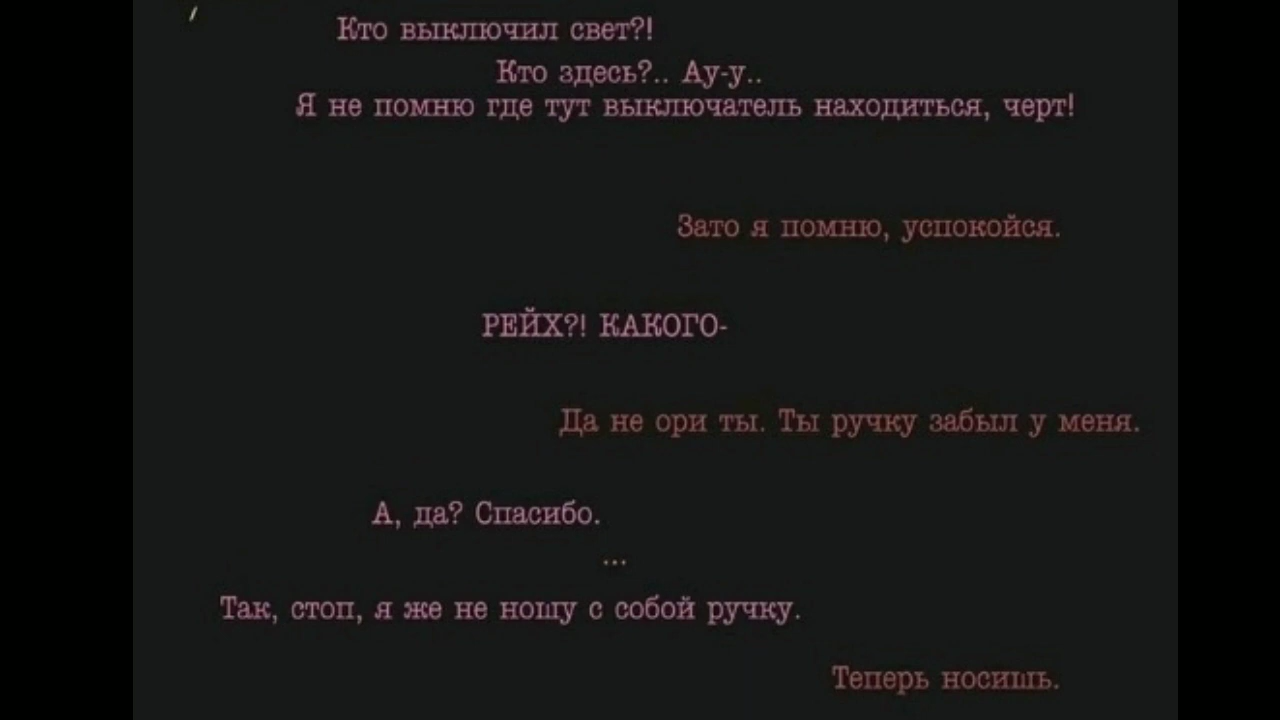 Кто выключил свет?!
Кто здесь?.. Ау-у..
Я не помню где тут выключатель находиться, черт!
Зато я помню, успокойся.
РЕЙХ?! КАКОГО-
Да не ори ты. Ты ручку забыл у меня.
А, да? Спасибо.
...
Так, стоп, я же не ношу с собой ручку.
Теперь носишь.